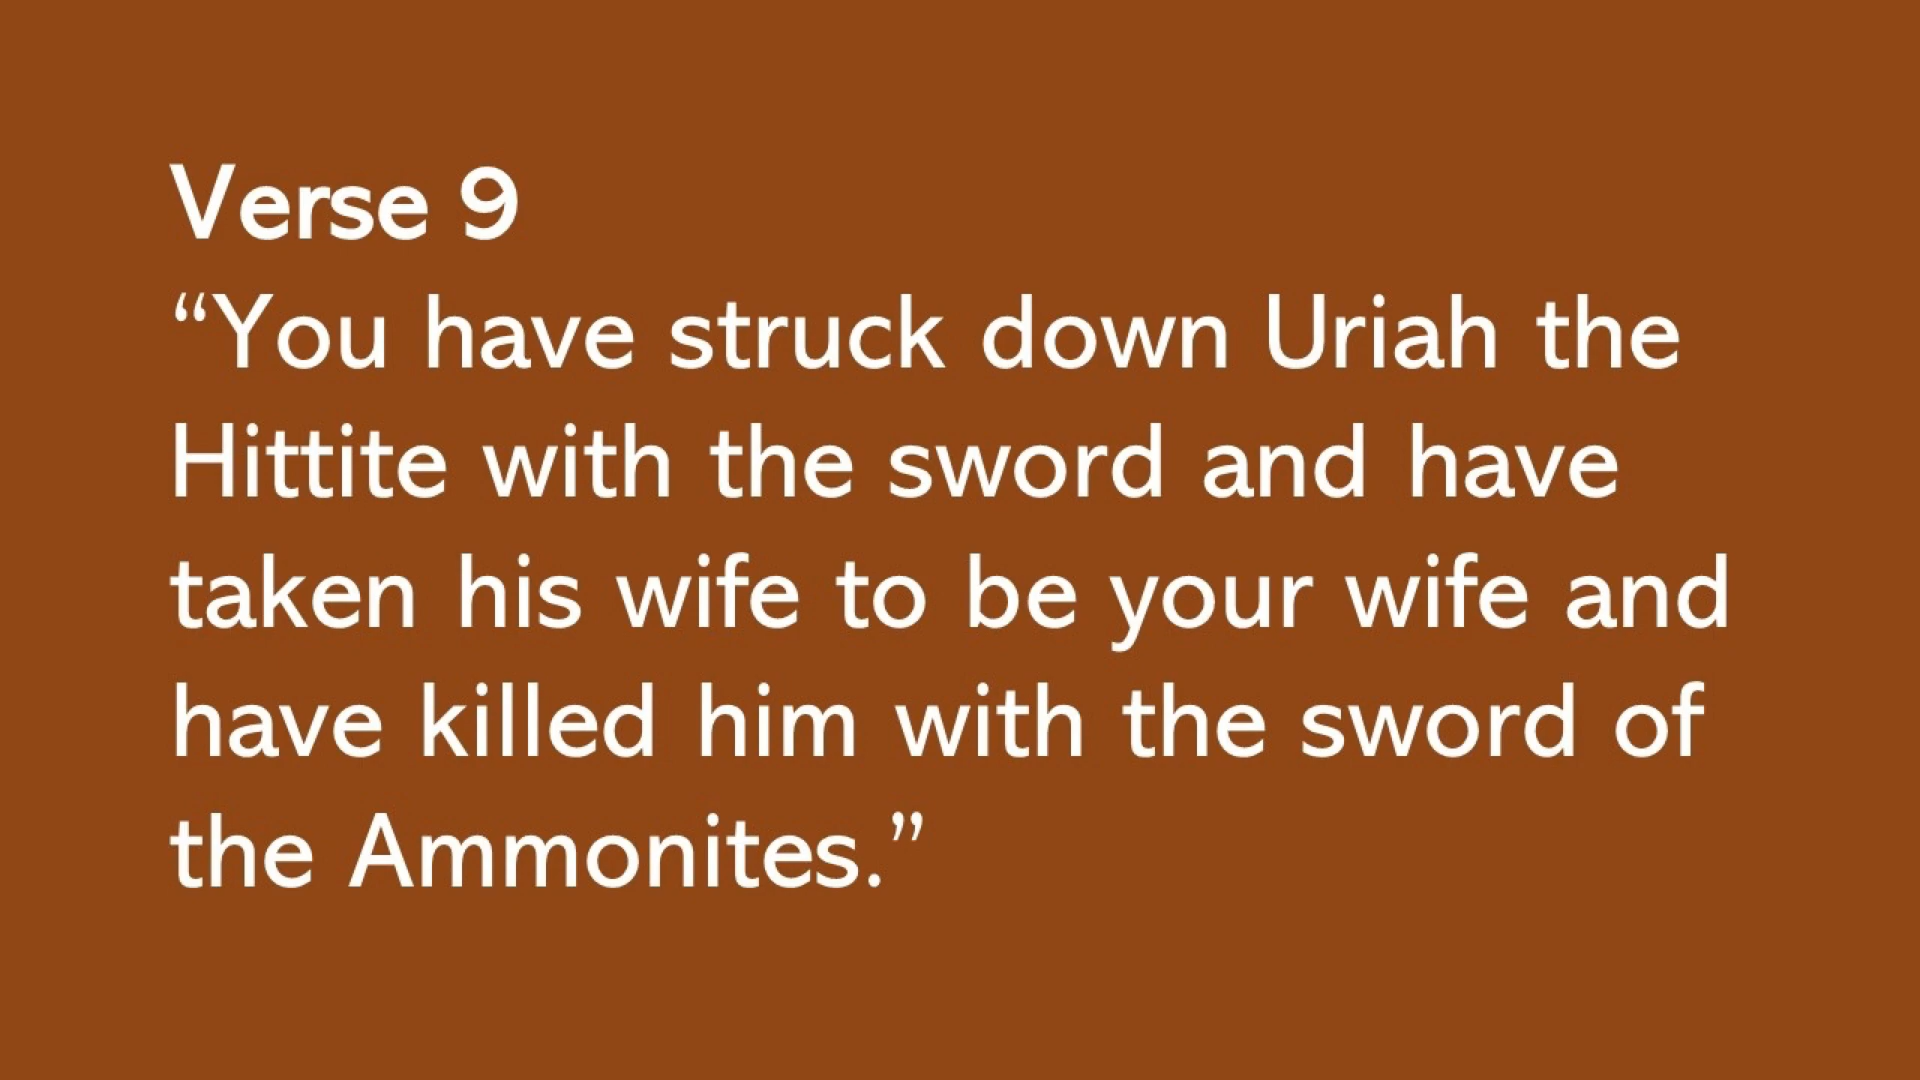 Verse 9
“You have struck down Uriah the
Hittite with the sword and have
taken his wife to be your wife and
have killed him with the sword of
the Ammonites.”